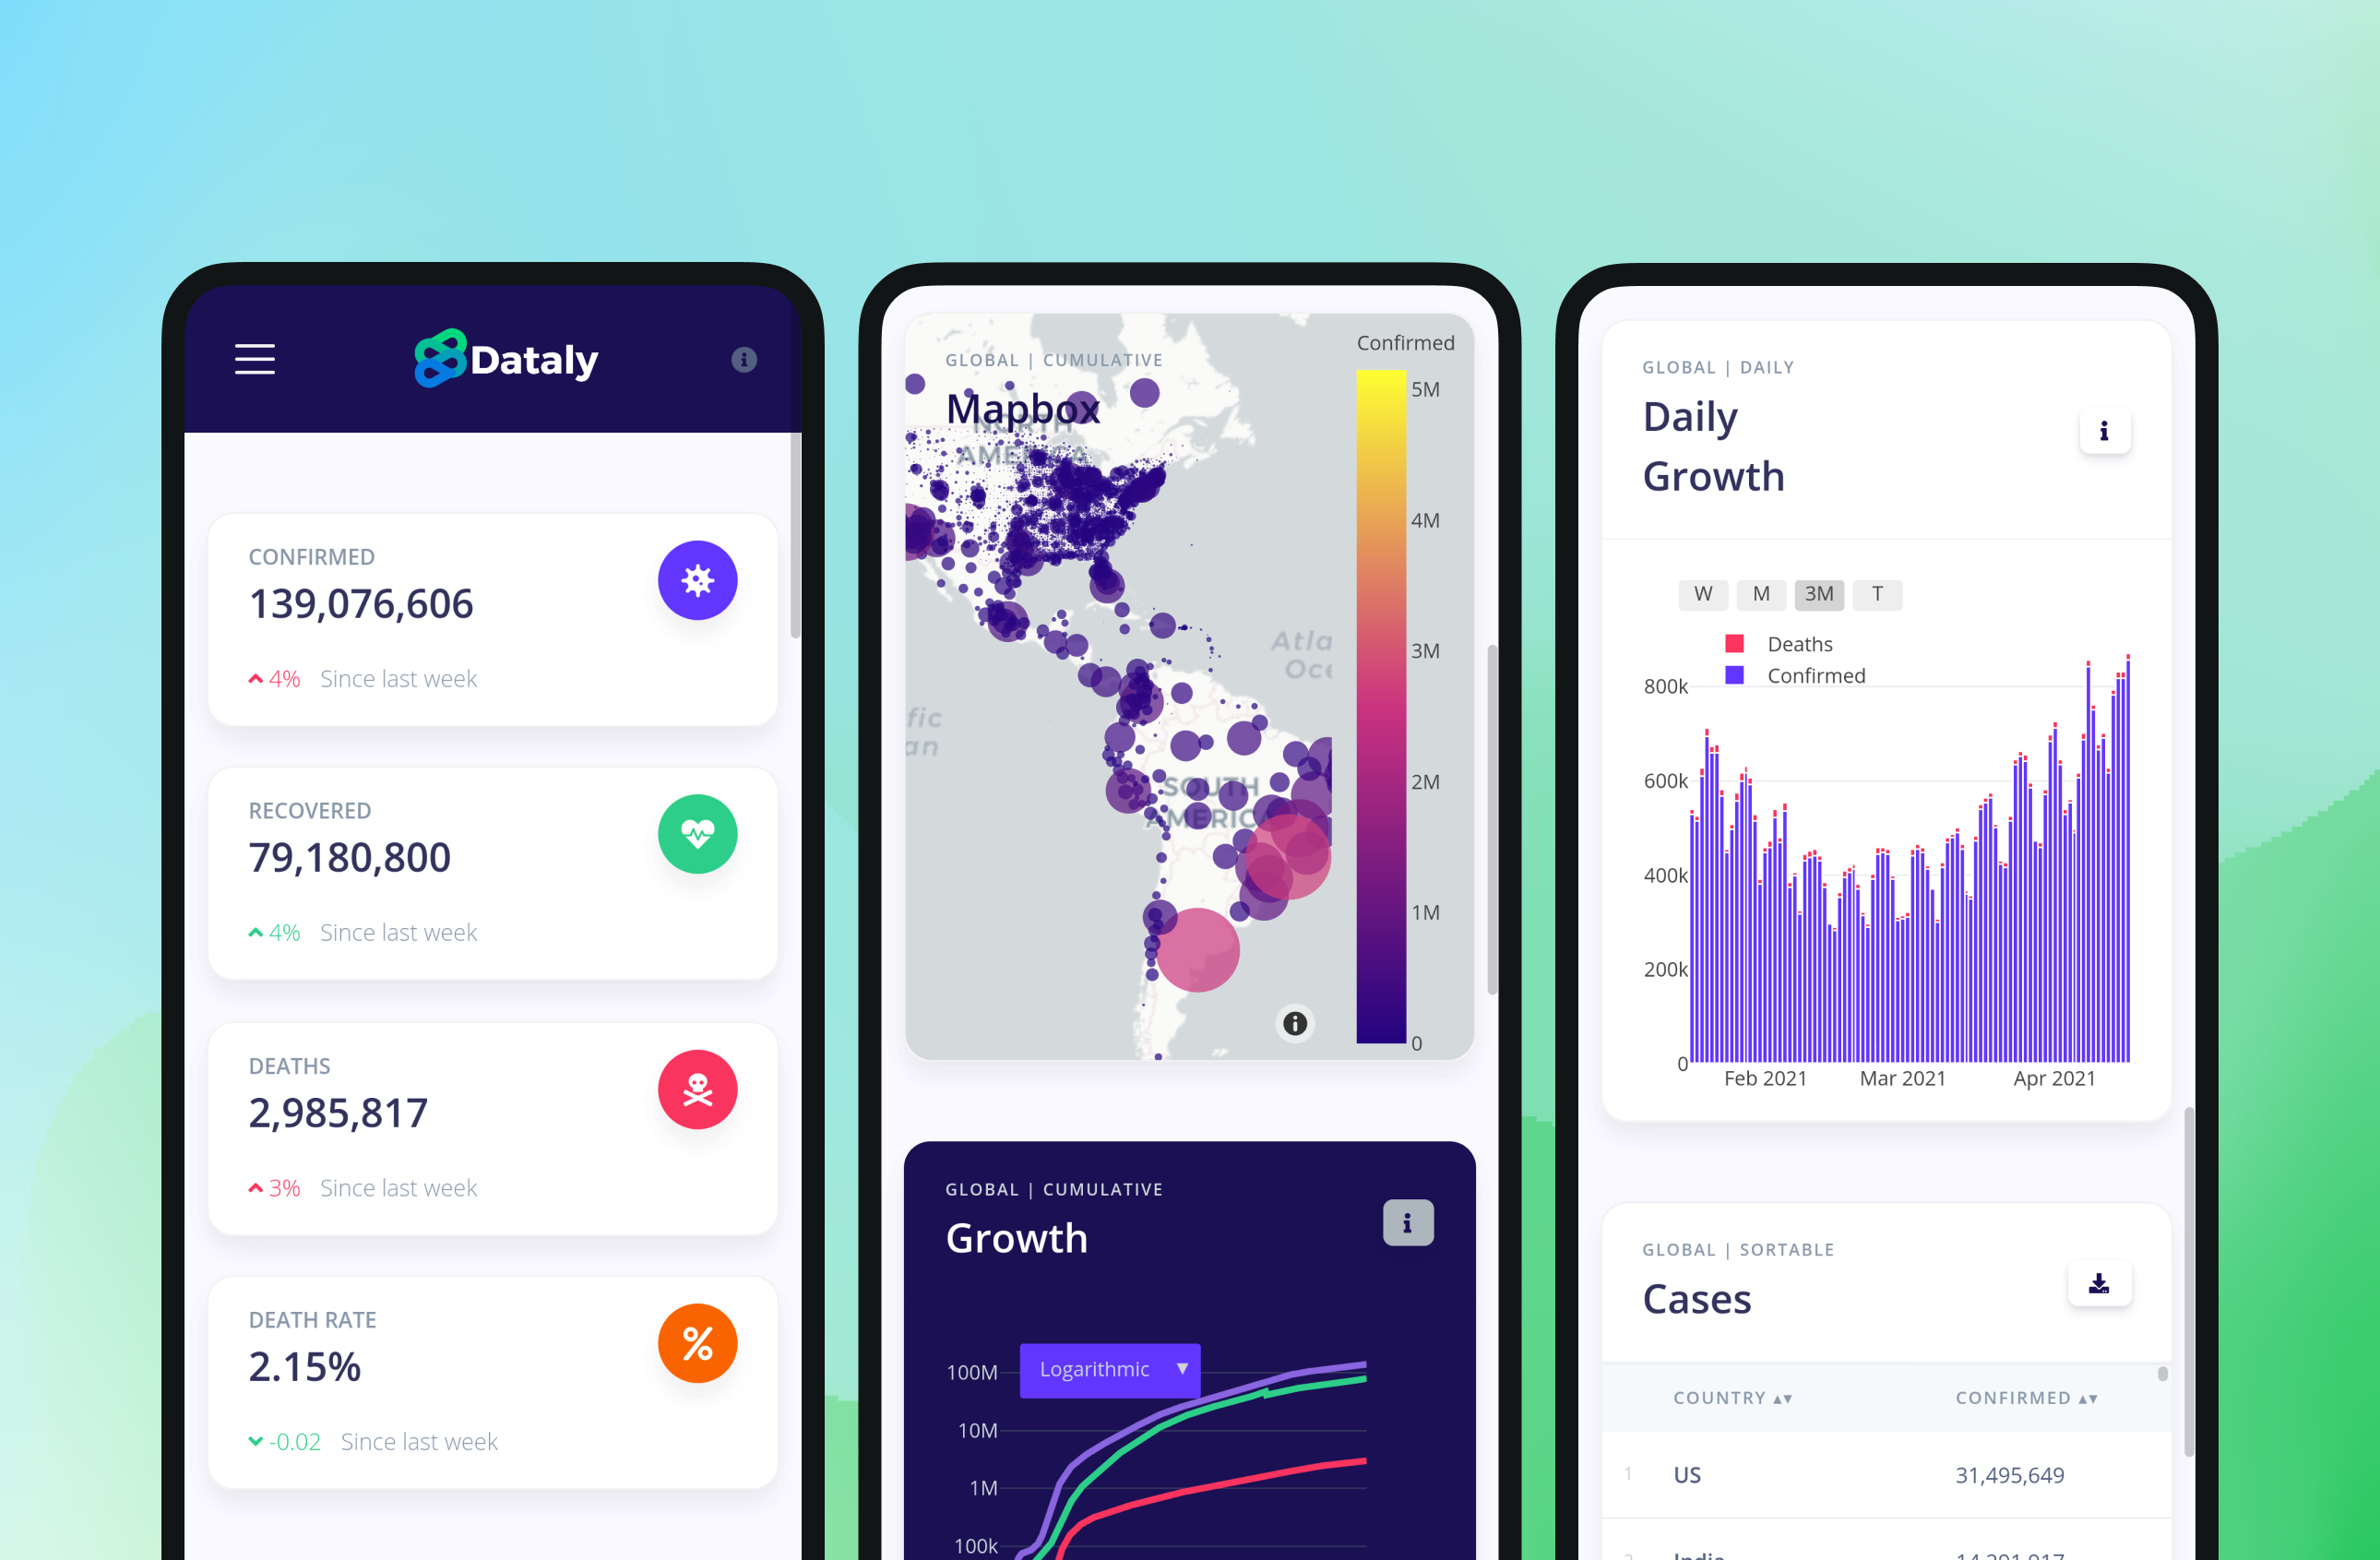 Dataly
CONFIRMED
139,076,606
4% Since last week
RECOVERED
79,180,800
4% Since last week
DEATHS
2,985,817
3% Since last week
DEATH RATE
2.15%
-0.02 Since last week
GLOBAL | CUMULATIVE
Mapbox
NORTH
AMERICA
Atla
Oce
fic
an
SOUTH
AMERIC
Confirmed
5M
4M
3M
2M
1M
0
GLOBAL | CUMULATIVE
Growth
Logarithmic
100M
10M
1M
100k
GLOBAL | DAILY
Daily
Growth
W M 3M T
Deaths
Confirmed
800k
600k
400k
200k
0
Feb 2021 Mar 2021 Apr 2021
GLOBAL | SORTABLE
Cases
COUNTRY ▲▼ CONFIRMED ▲▼
1 US 31,495,649
India